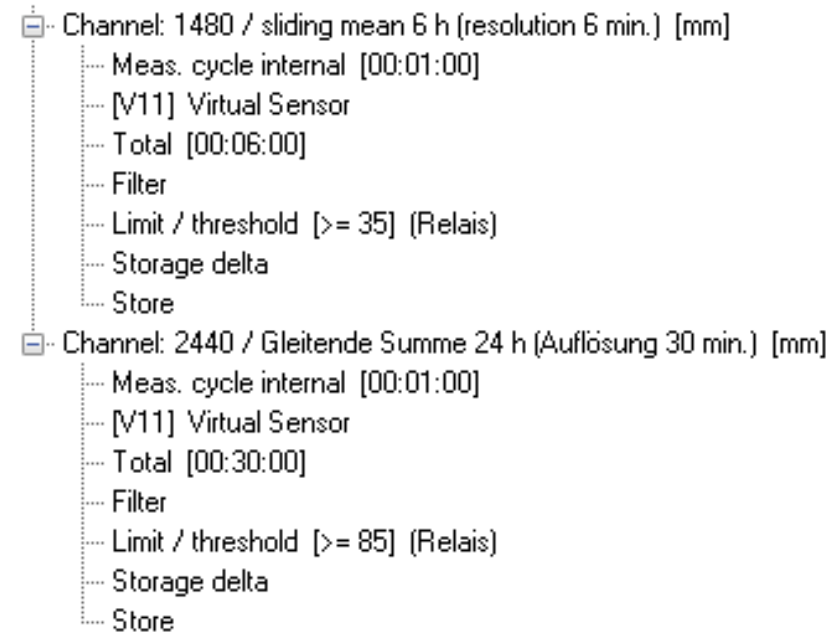 Channel: 1480 / sliding mean 6 h (resolution 6 min.) [mm]
Meas. cycle internal [00:01:00]
[V11] Virtual Sensor
Total [00:06:00]
Filter
Limit / threshold [>= 35] (Relais)
Storage delta
Store
Channel: 2440 / Gleitende Summe 24 h (Auflösung 30 min.) [mm]
Meas. cycle internal [00:01:00]
[V11] Virtual Sensor
Total [00:30:00]
Filter
Limit / threshold [>= 85] (Relais)
Storage delta
Store